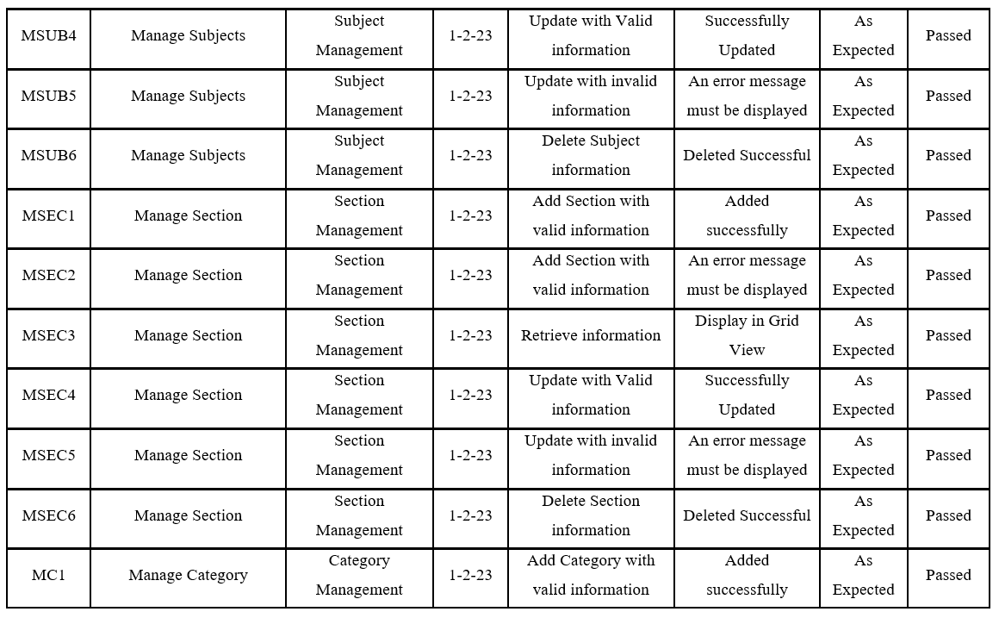 MSUB4 Manage Subjects Subject Management 1-2-23 Update with Valid information Successfully Updated As Expected Passed
MSUB5 Manage Subjects Subject Management 1-2-23 Update with invalid information An error message must be displayed As Expected Passed
MSUB6 Manage Subjects Subject Management 1-2-23 Delete Subject information Deleted Successful As Expected Passed
MSEC1 Manage Section Section Management 1-2-23 Add Section with valid information Added successfully As Expected Passed
MSEC2 Manage Section Section Management 1-2-23 Add Section with valid information An error message must be displayed As Expected Passed
MSEC3 Manage Section Section Management 1-2-23 Retrieve information Display in Grid View As Expected Passed
MSEC4 Manage Section Section Management 1-2-23 Update with Valid information Successfully Updated As Expected Passed
MSEC5 Manage Section Section Management 1-2-23 Update with invalid information An error message must be displayed As Expected Passed
MSEC6 Manage Section Section Management 1-2-23 Delete Section information Deleted Successful As Expected Passed
MC1 Manage Category Category Management 1-2-23 Add Category with valid information Added successfully As Expected Passed